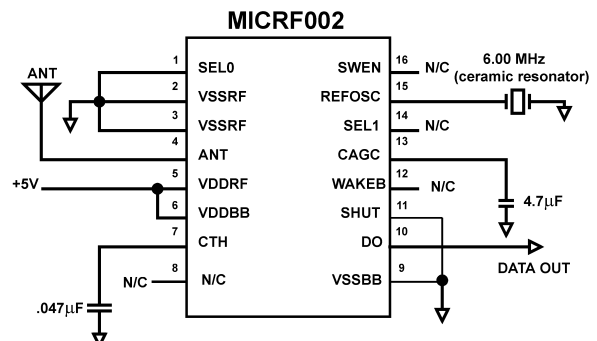 MICRF002
ANT
+5V
1 SEL0
2 VSSRF
3 VSSRF
4 ANT
5 VDDRF
6 VDDBB
7 CTH
8 N/C
N/C
.047μF
SWEN 16 N/C
REFOSC 15
SEL1 14 N/C
CAGC 13
WAKEB 12 N/C
SHUT 11
DO 10
VSSBB 9
6.00 MHz
(ceramic resonator)
4.7μF
DATA OUT